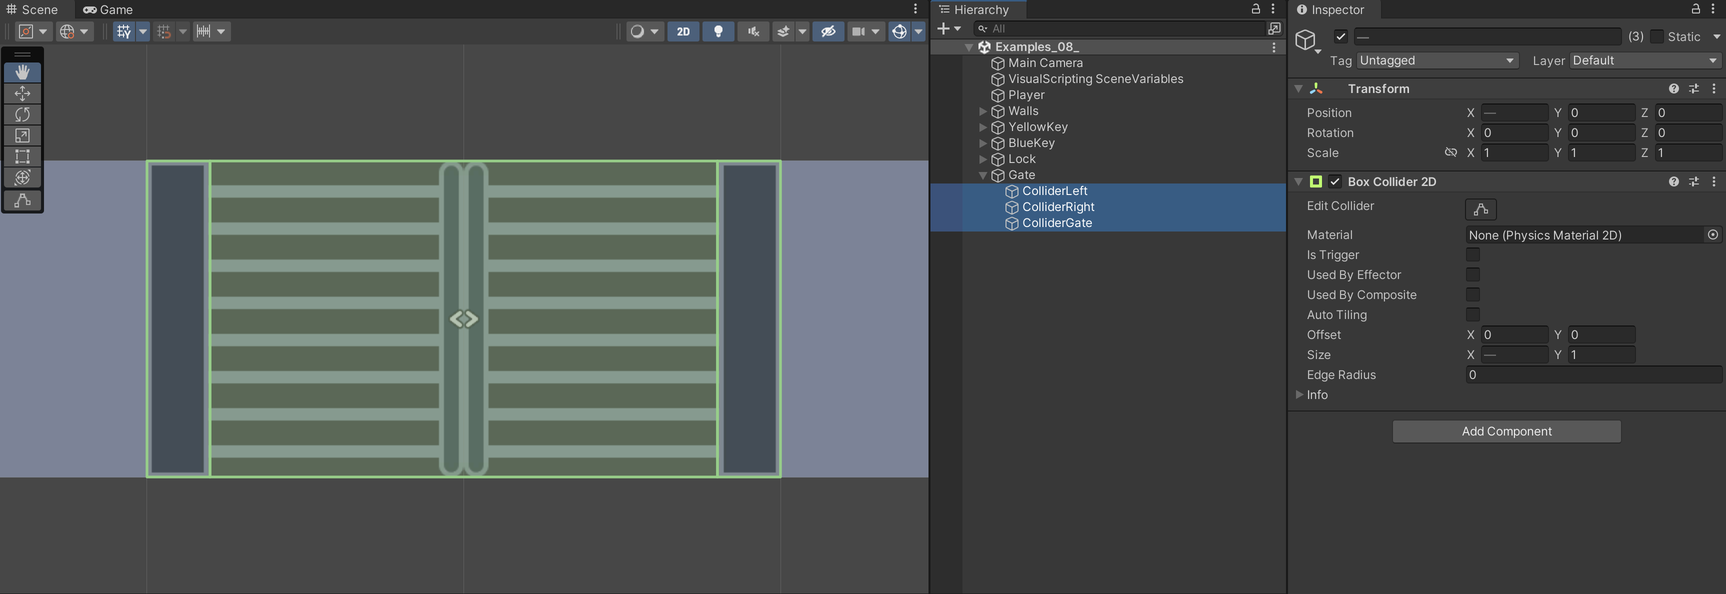 Scene Game
2D
Hierarchy
All
Examples_08_
Main Camera
VisualScripting SceneVariables
Player
Walls
YellowKey
BlueKey
Lock
Gate
ColliderLeft
ColliderRight
ColliderGate
Inspector
— (3) Static
Tag Untagged Layer Default
Transform
Position X — Y 0 Z 0
Rotation X 0 Y 0 Z 0
Scale X 1 Y 1 Z 1
Box Collider 2D
Edit Collider
Material None (Physics Material 2D)
Is Trigger
Used By Effector
Used By Composite
Auto Tiling
Offset X 0 Y 0
Size X — Y 1
Edge Radius 0
Info
Add Component